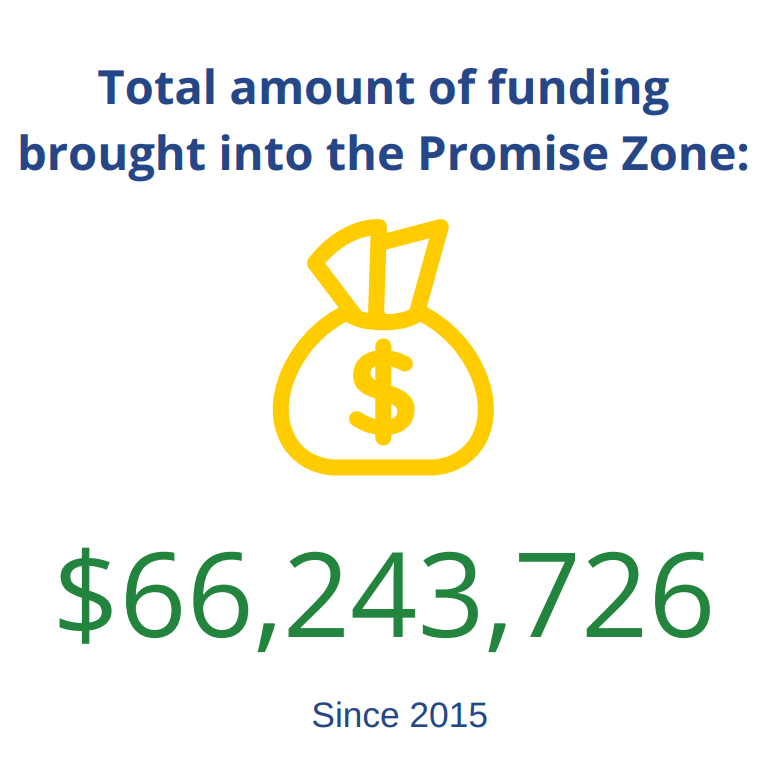 Total amount of funding
brought into the Promise Zone:
$
$66,243,726
Since 2015